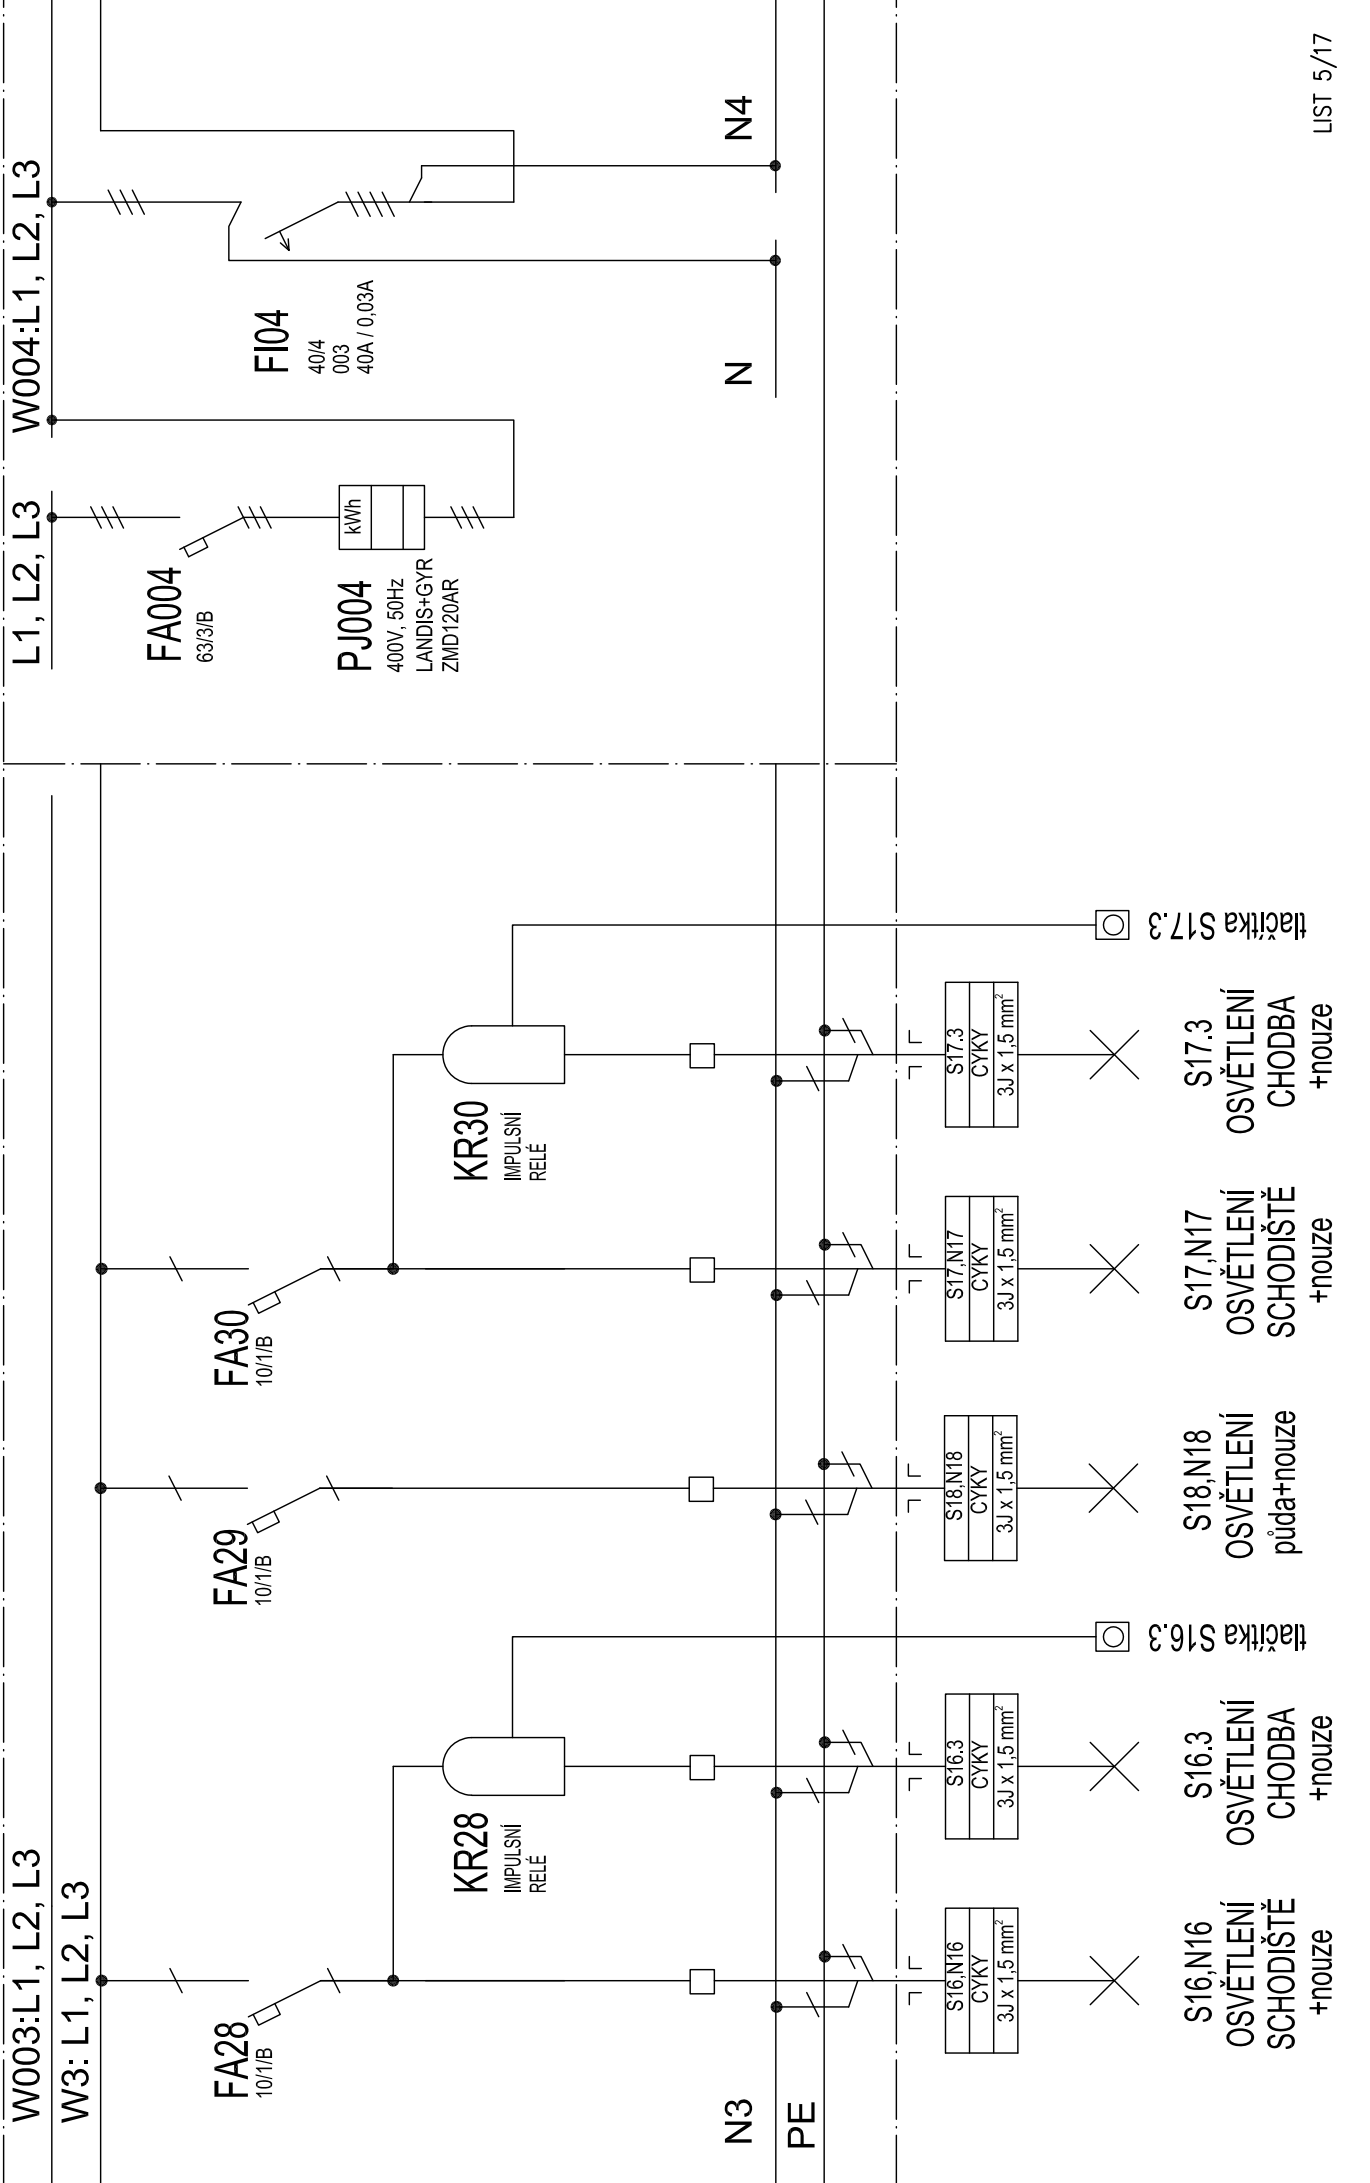 W003:L1, L2, L3
W3: L1, L2, L3
L1, L2, L3
W004:L1, L2, L3
FA28
10/1/B
KR28
IMPULSNÍ
RELÉ
FA29
10/1/B
FA30
10/1/B
KR30
IMPULSNÍ
RELÉ
FA004
63/3/B
PJ004
400V, 50Hz
LANDIS+GYR
ZMD120AR
kWh
FI04
40/4
003
40A / 0,03A
N3
PE
N
N4
S16,N16
CYKY
3J x 1,5 mm²
S16.3
CYKY
3J x 1,5 mm²
S18,N18
CYKY
3J x 1,5 mm²
S17,N17
CYKY
3J x 1,5 mm²
S17.3
CYKY
3J x 1,5 mm²
S16,N16
OSVĚTLENÍ
SCHODIŠTĚ
+nouze
S16.3
OSVĚTLENÍ
CHODBA
+nouze
tlačítka S16.3
S18,N18
OSVĚTLENÍ
půda+nouze
S17,N17
OSVĚTLENÍ
SCHODIŠTĚ
+nouze
S17.3
OSVĚTLENÍ
CHODBA
+nouze
tlačítka S17.3
LIST 5/17